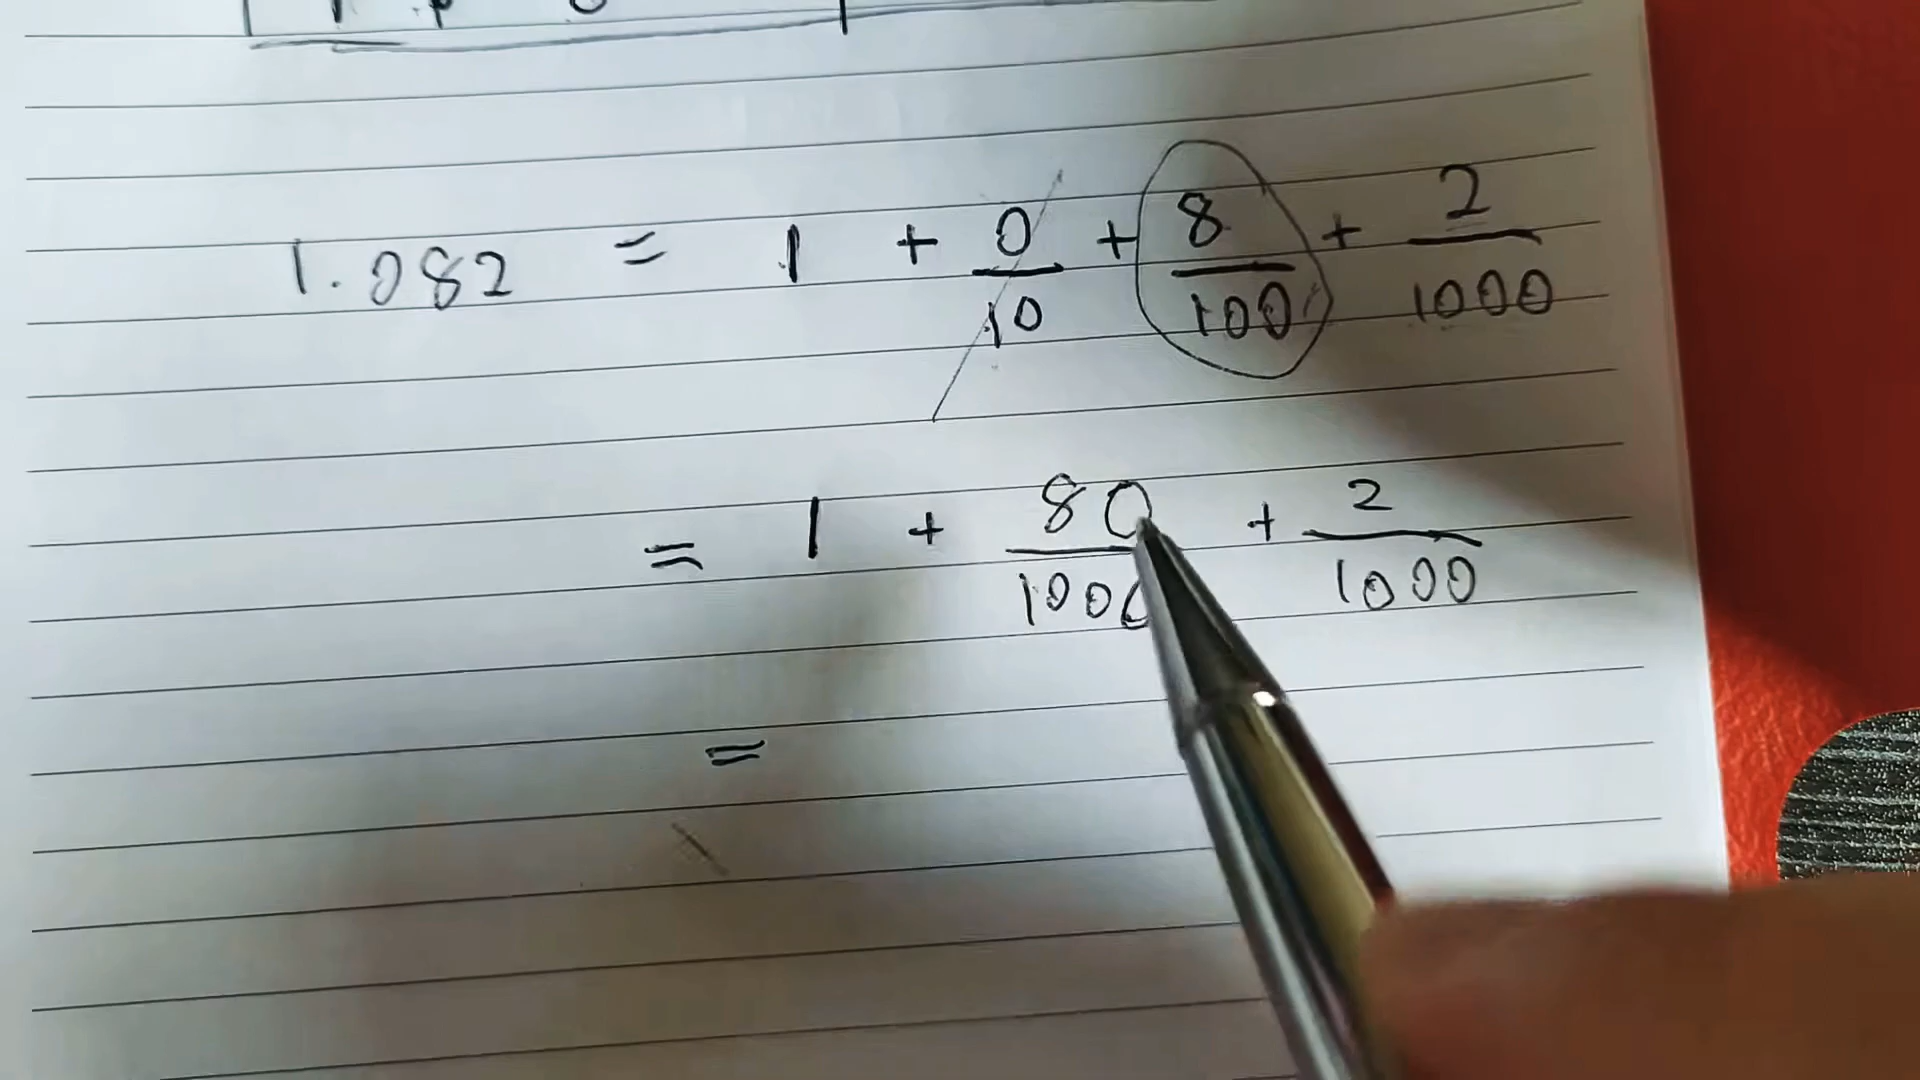 1.082 = 1 + 0/10 + 8/100 + 2/1000
= 1 + 80/1000 + 2/1000
=